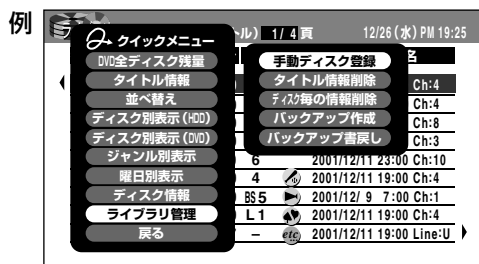 例
トル) 1/ 4 頁 12/26(水) PM 19:25
クイックメニュー
DVD全ディスク残量
タイトル情報
並べ替え
ディスク別表示(HDD)
ディスク別表示(DVD)
ジャンル別表示
曜日別表示
ディスク情報
ライブラリ管理
戻る
手動ディスク登録
タイトル情報削除
ディスク毎の情報削除
バックアップ作成
バックアップ書戻し
名
Ch:4
Ch:4
Ch:8
Ch:3
6 2001/12/11 23:00 Ch:10
4 2001/12/11 19:00 Ch:4
BS 5 2001/12/ 9 7:00 Ch:1
L 1 2001/12/11 19:00 Ch:4
– etc 2001/12/11 19:00 Line:U